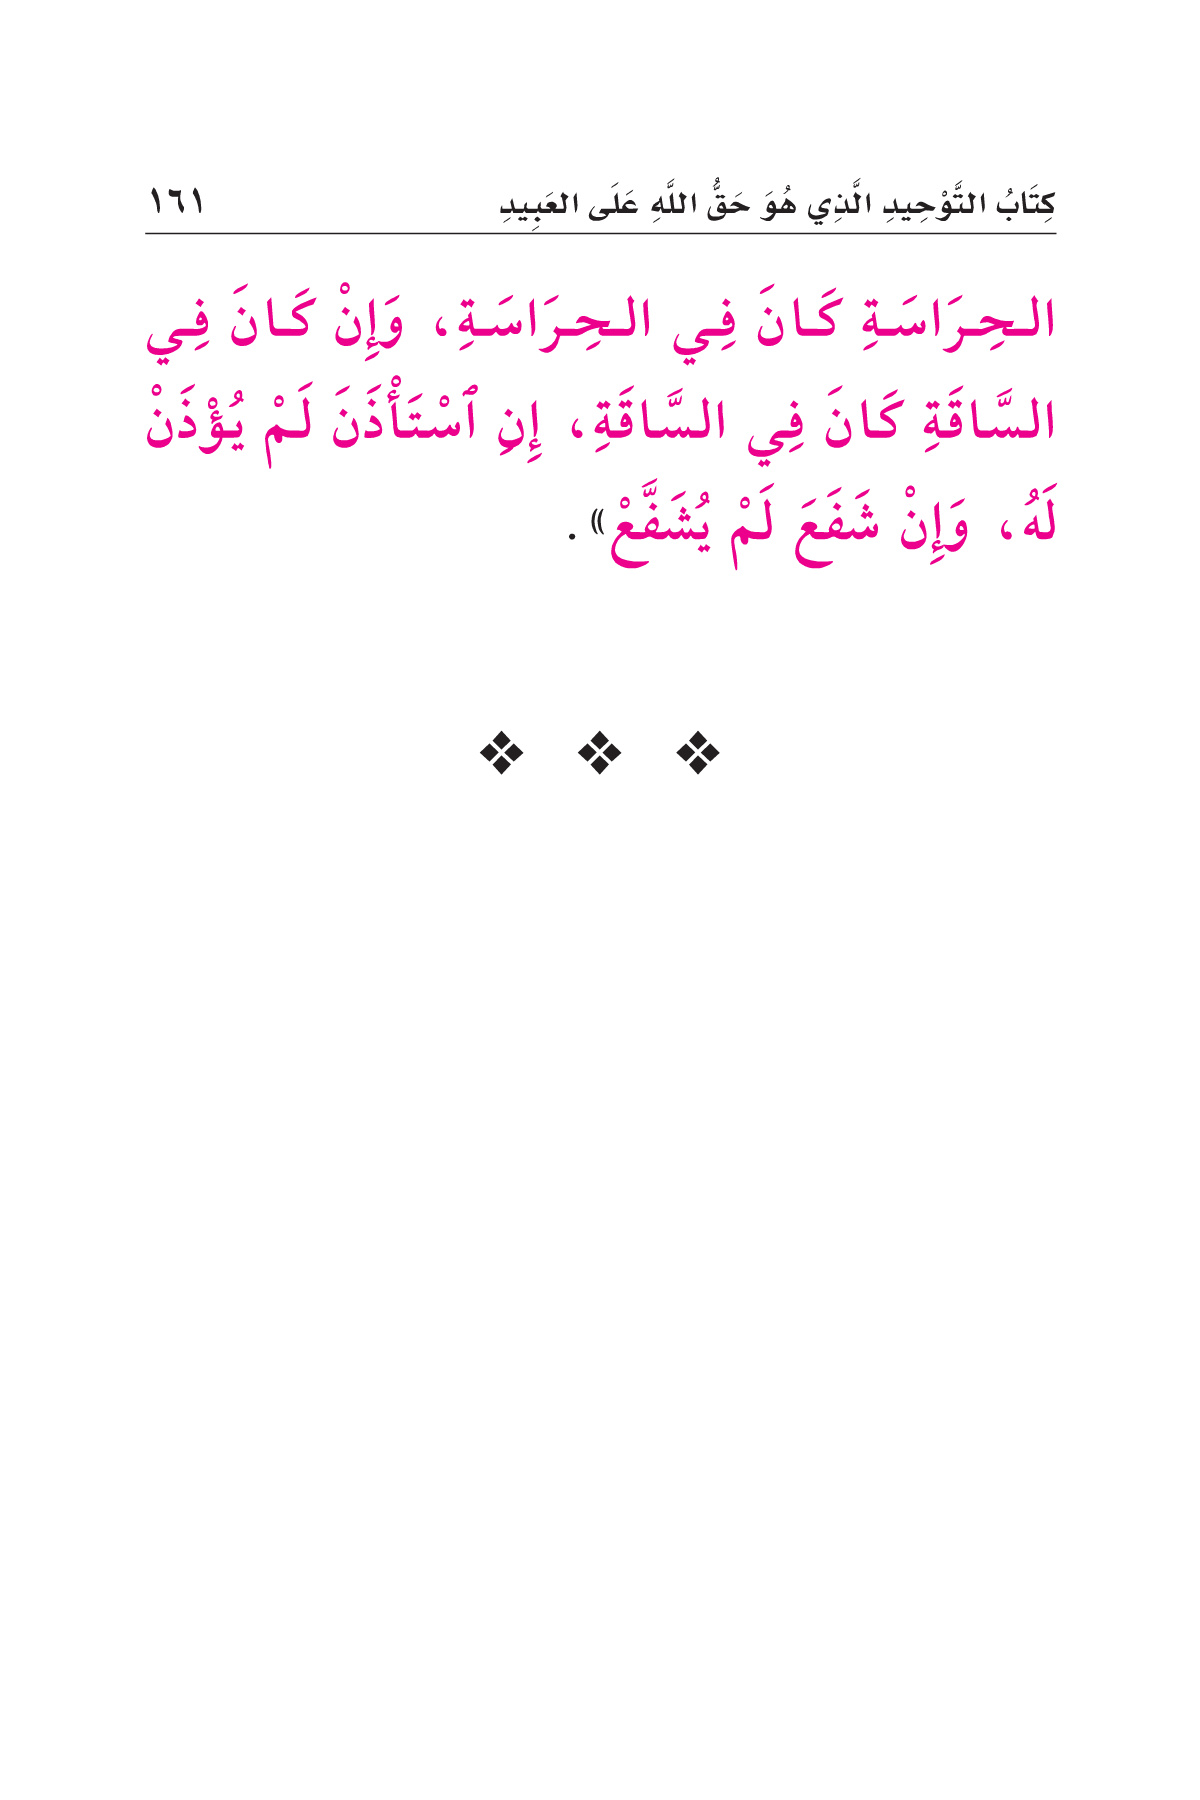 كِتَابُ التَّوْحِيدِ الَّذِي هُوَ حَقُّ اللَّهِ عَلَى العَبِيدِ ١٦١
الحِرَاسَةِ كَانَ فِي الحِرَاسَةِ، وَإِنْ كَانَ فِي
السَّاقَةِ كَانَ فِي السَّاقَةِ، إِنِ ٱسْتَأْذَنَ لَمْ يُؤْذَنْ
لَهُ، وَإِنْ شَفَعَ لَمْ يُشَفَّعْ» .